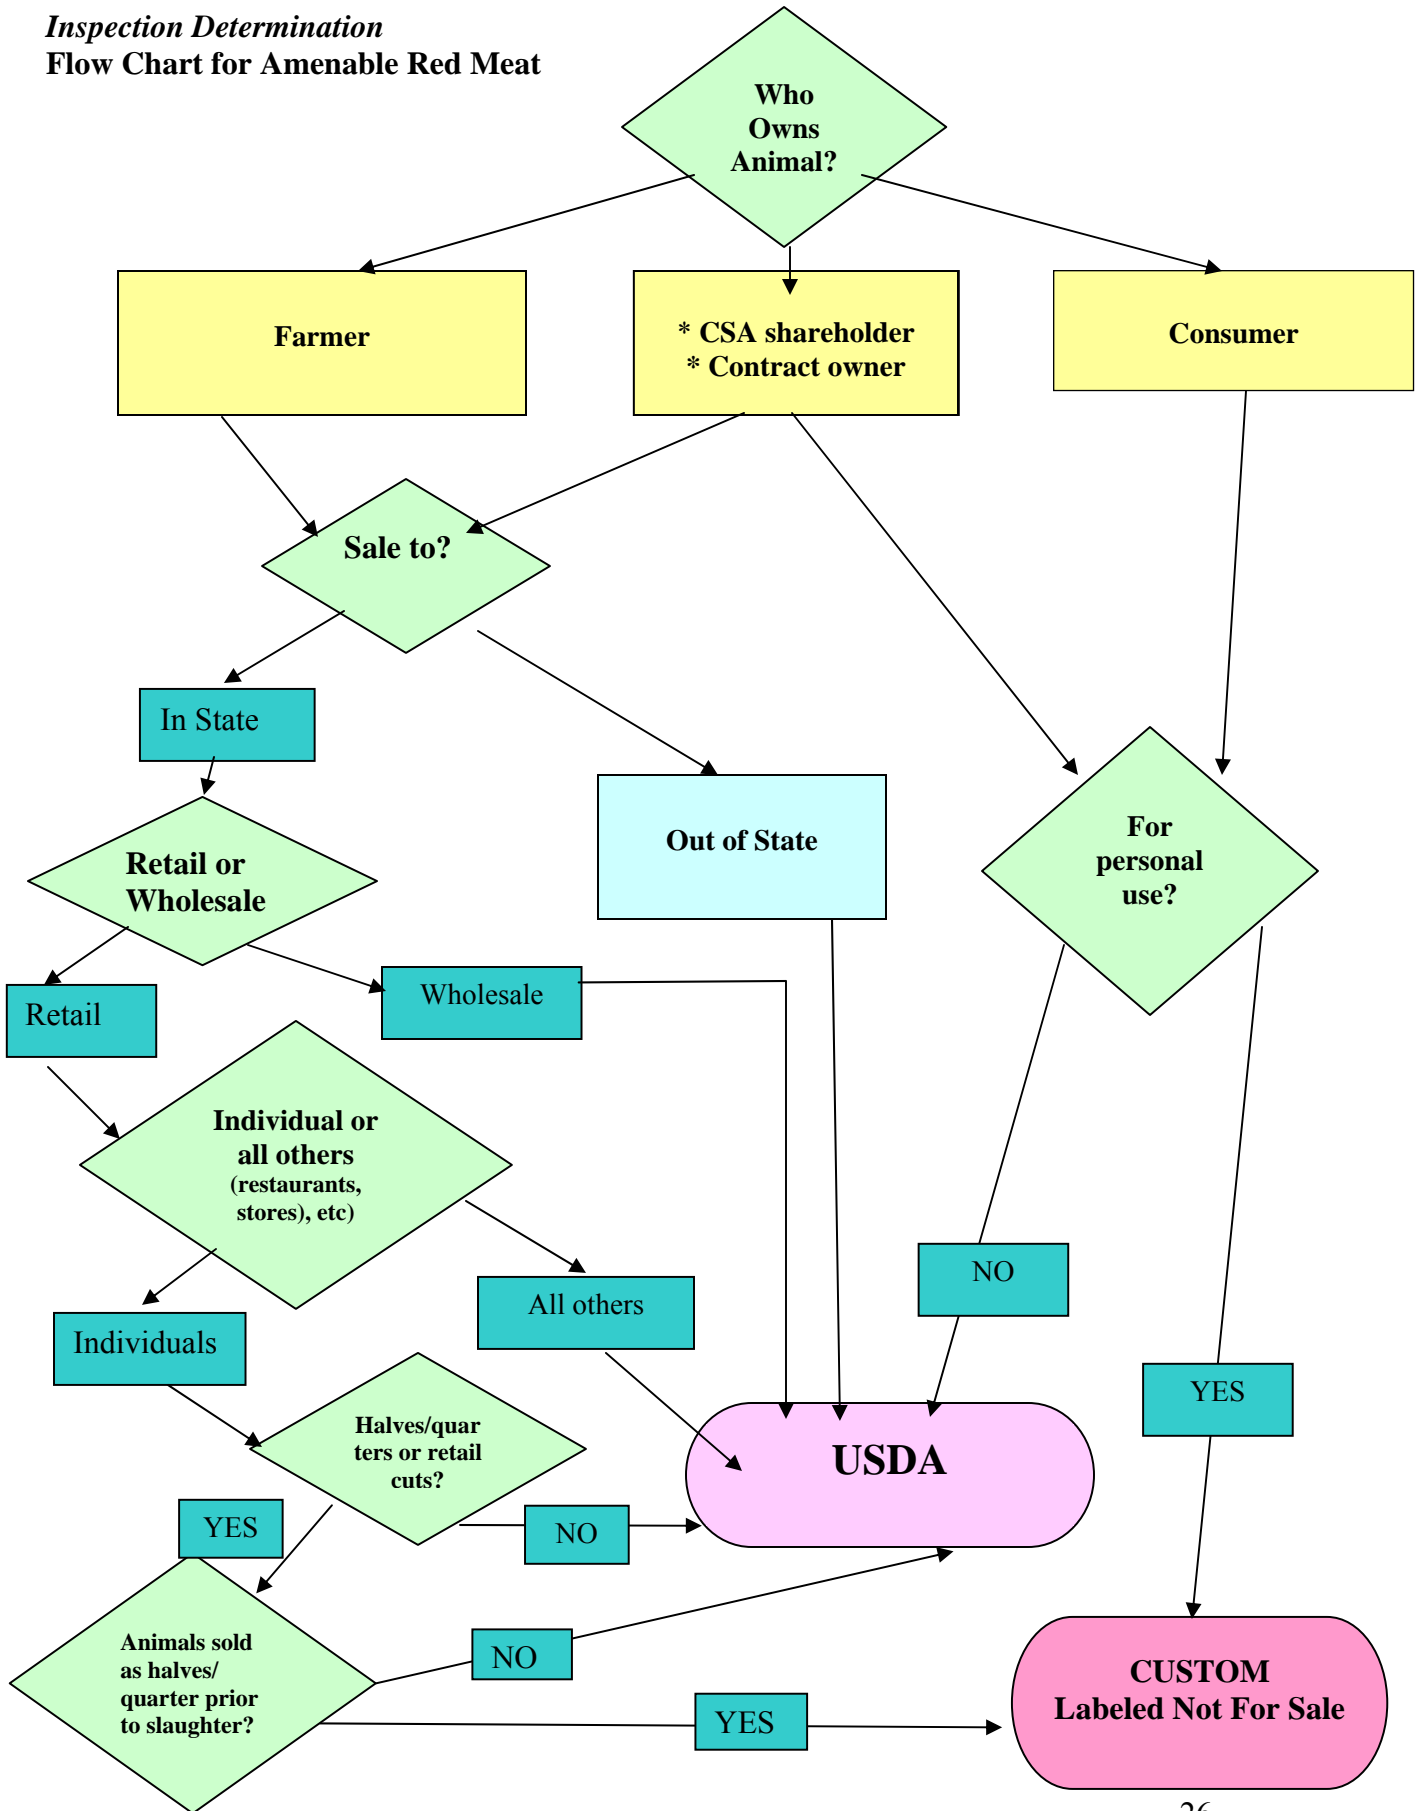 Inspection Determination
Flow Chart for Amenable Red Meat
Who
Owns
Animal?
Farmer
* CSA shareholder
* Contract owner
Consumer
Sale to?
In State
Out of State
For
personal
use?
Retail or
Wholesale
Retail
Wholesale
Individual or
all others
(restaurants,
stores), etc)
NO
All others
Individuals
YES
Halves/quar
ters or retail
cuts?
USDA
YES
NO
Animals sold
as halves/
quarter prior
to slaughter?
NO
YES
CUSTOM
Labeled Not For Sale
26